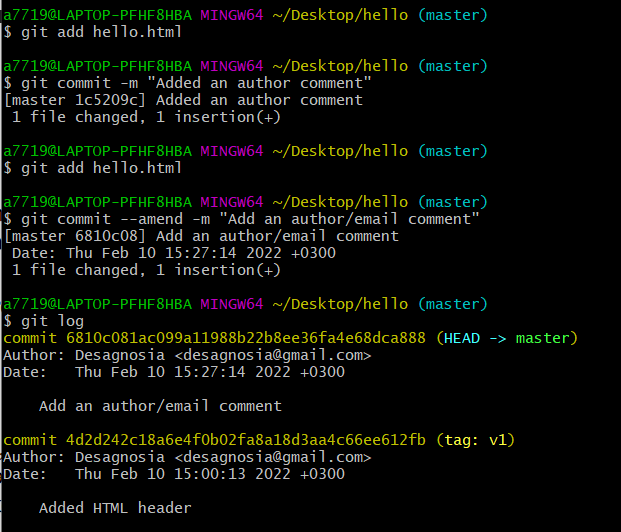 a7719@LAPTOP-PFHF8HBA MINGW64 ~/Desktop/hello (master)
$ git add hello.html
a7719@LAPTOP-PFHF8HBA MINGW64 ~/Desktop/hello (master)
$ git commit -m "Added an author comment"
[master 1c5209c] Added an author comment
 1 file changed, 1 insertion(+)
a7719@LAPTOP-PFHF8HBA MINGW64 ~/Desktop/hello (master)
$ git add hello.html
a7719@LAPTOP-PFHF8HBA MINGW64 ~/Desktop/hello (master)
$ git commit --amend -m "Add an author/email comment"
[master 6810c08] Add an author/email comment
 Date: Thu Feb 10 15:27:14 2022 +0300
 1 file changed, 1 insertion(+)
a7719@LAPTOP-PFHF8HBA MINGW64 ~/Desktop/hello (master)
$ git log
commit 6810c081ac099a11988b22b8ee36fa4e68dca888 (HEAD -> master)
Author: Desagnosia <desagnosia@gmail.com>
Date:   Thu Feb 10 15:27:14 2022 +0300
    Add an author/email comment
commit 4d2d242c18a6e4f0b02fa8a18d3aa4c66ee612fb (tag: v1)
Author: Desagnosia <desagnosia@gmail.com>
Date:   Thu Feb 10 15:00:13 2022 +0300
    Added HTML header